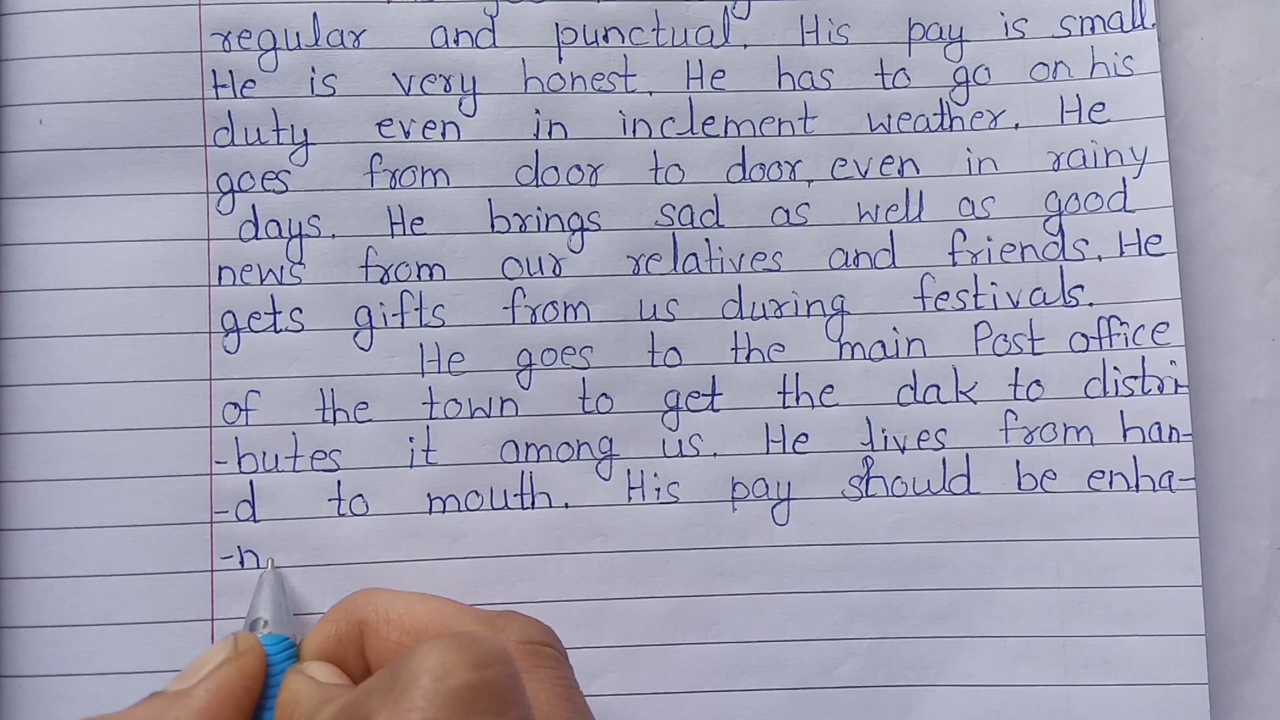 regular and punctual. His pay is small.
He is very honest. He has to go on his
duty even in inclement weather. He
goes from door to door, even in rainy
days. He brings sad as well as good
news from our relatives and friends. He
gets gifts from us during festivals.
He goes to the main Post office
of the town to get the dak to distri-
-butes it among us. He lives from han-
-d to mouth. His pay should be enha-
-n